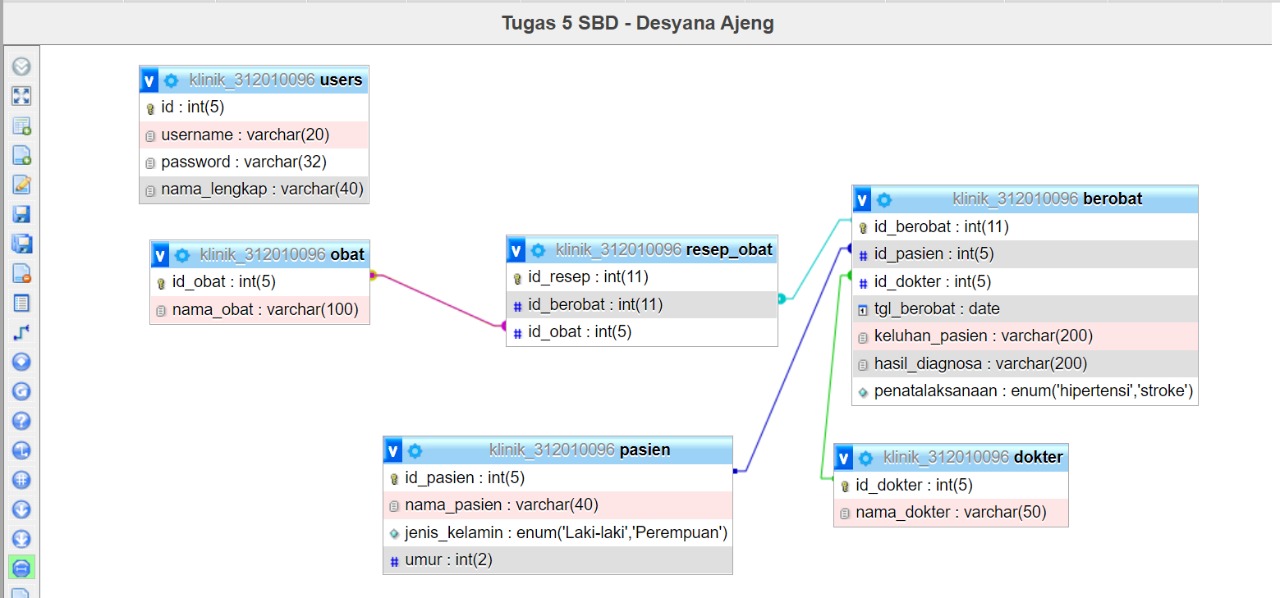 Tugas 5 SBD - Desyana Ajeng
klinik_312010096 users
id : int(5)
username : varchar(20)
password : varchar(32)
nama_lengkap : varchar(40)
klinik_312010096 obat
id_obat : int(5)
nama_obat : varchar(100)
klinik_312010096 resep_obat
id_resep : int(11)
id_berobat : int(11)
id_obat : int(5)
klinik_312010096 berobat
id_berobat : int(11)
id_pasien : int(5)
id_dokter : int(5)
tgl_berobat : date
keluhan_pasien : varchar(200)
hasil_diagnosa : varchar(200)
penatalaksanaan : enum('hipertensi','stroke')
klinik_312010096 pasien
id_pasien : int(5)
nama_pasien : varchar(40)
jenis_kelamin : enum('Laki-laki','Perempuan')
umur : int(2)
klinik_312010096 dokter
id_dokter : int(5)
nama_dokter : varchar(50)